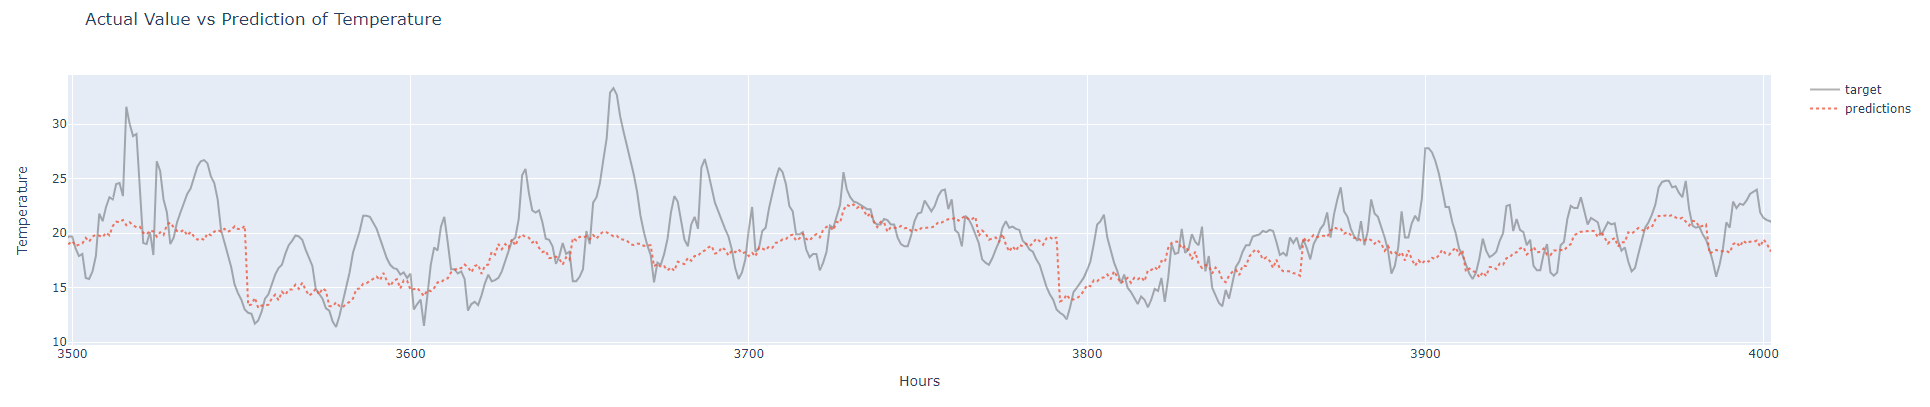 Actual Value vs Prediction of Temperature
target
predictions
Temperature
30
25
20
15
10
3500
3600
3700
3800
3900
4000
Hours